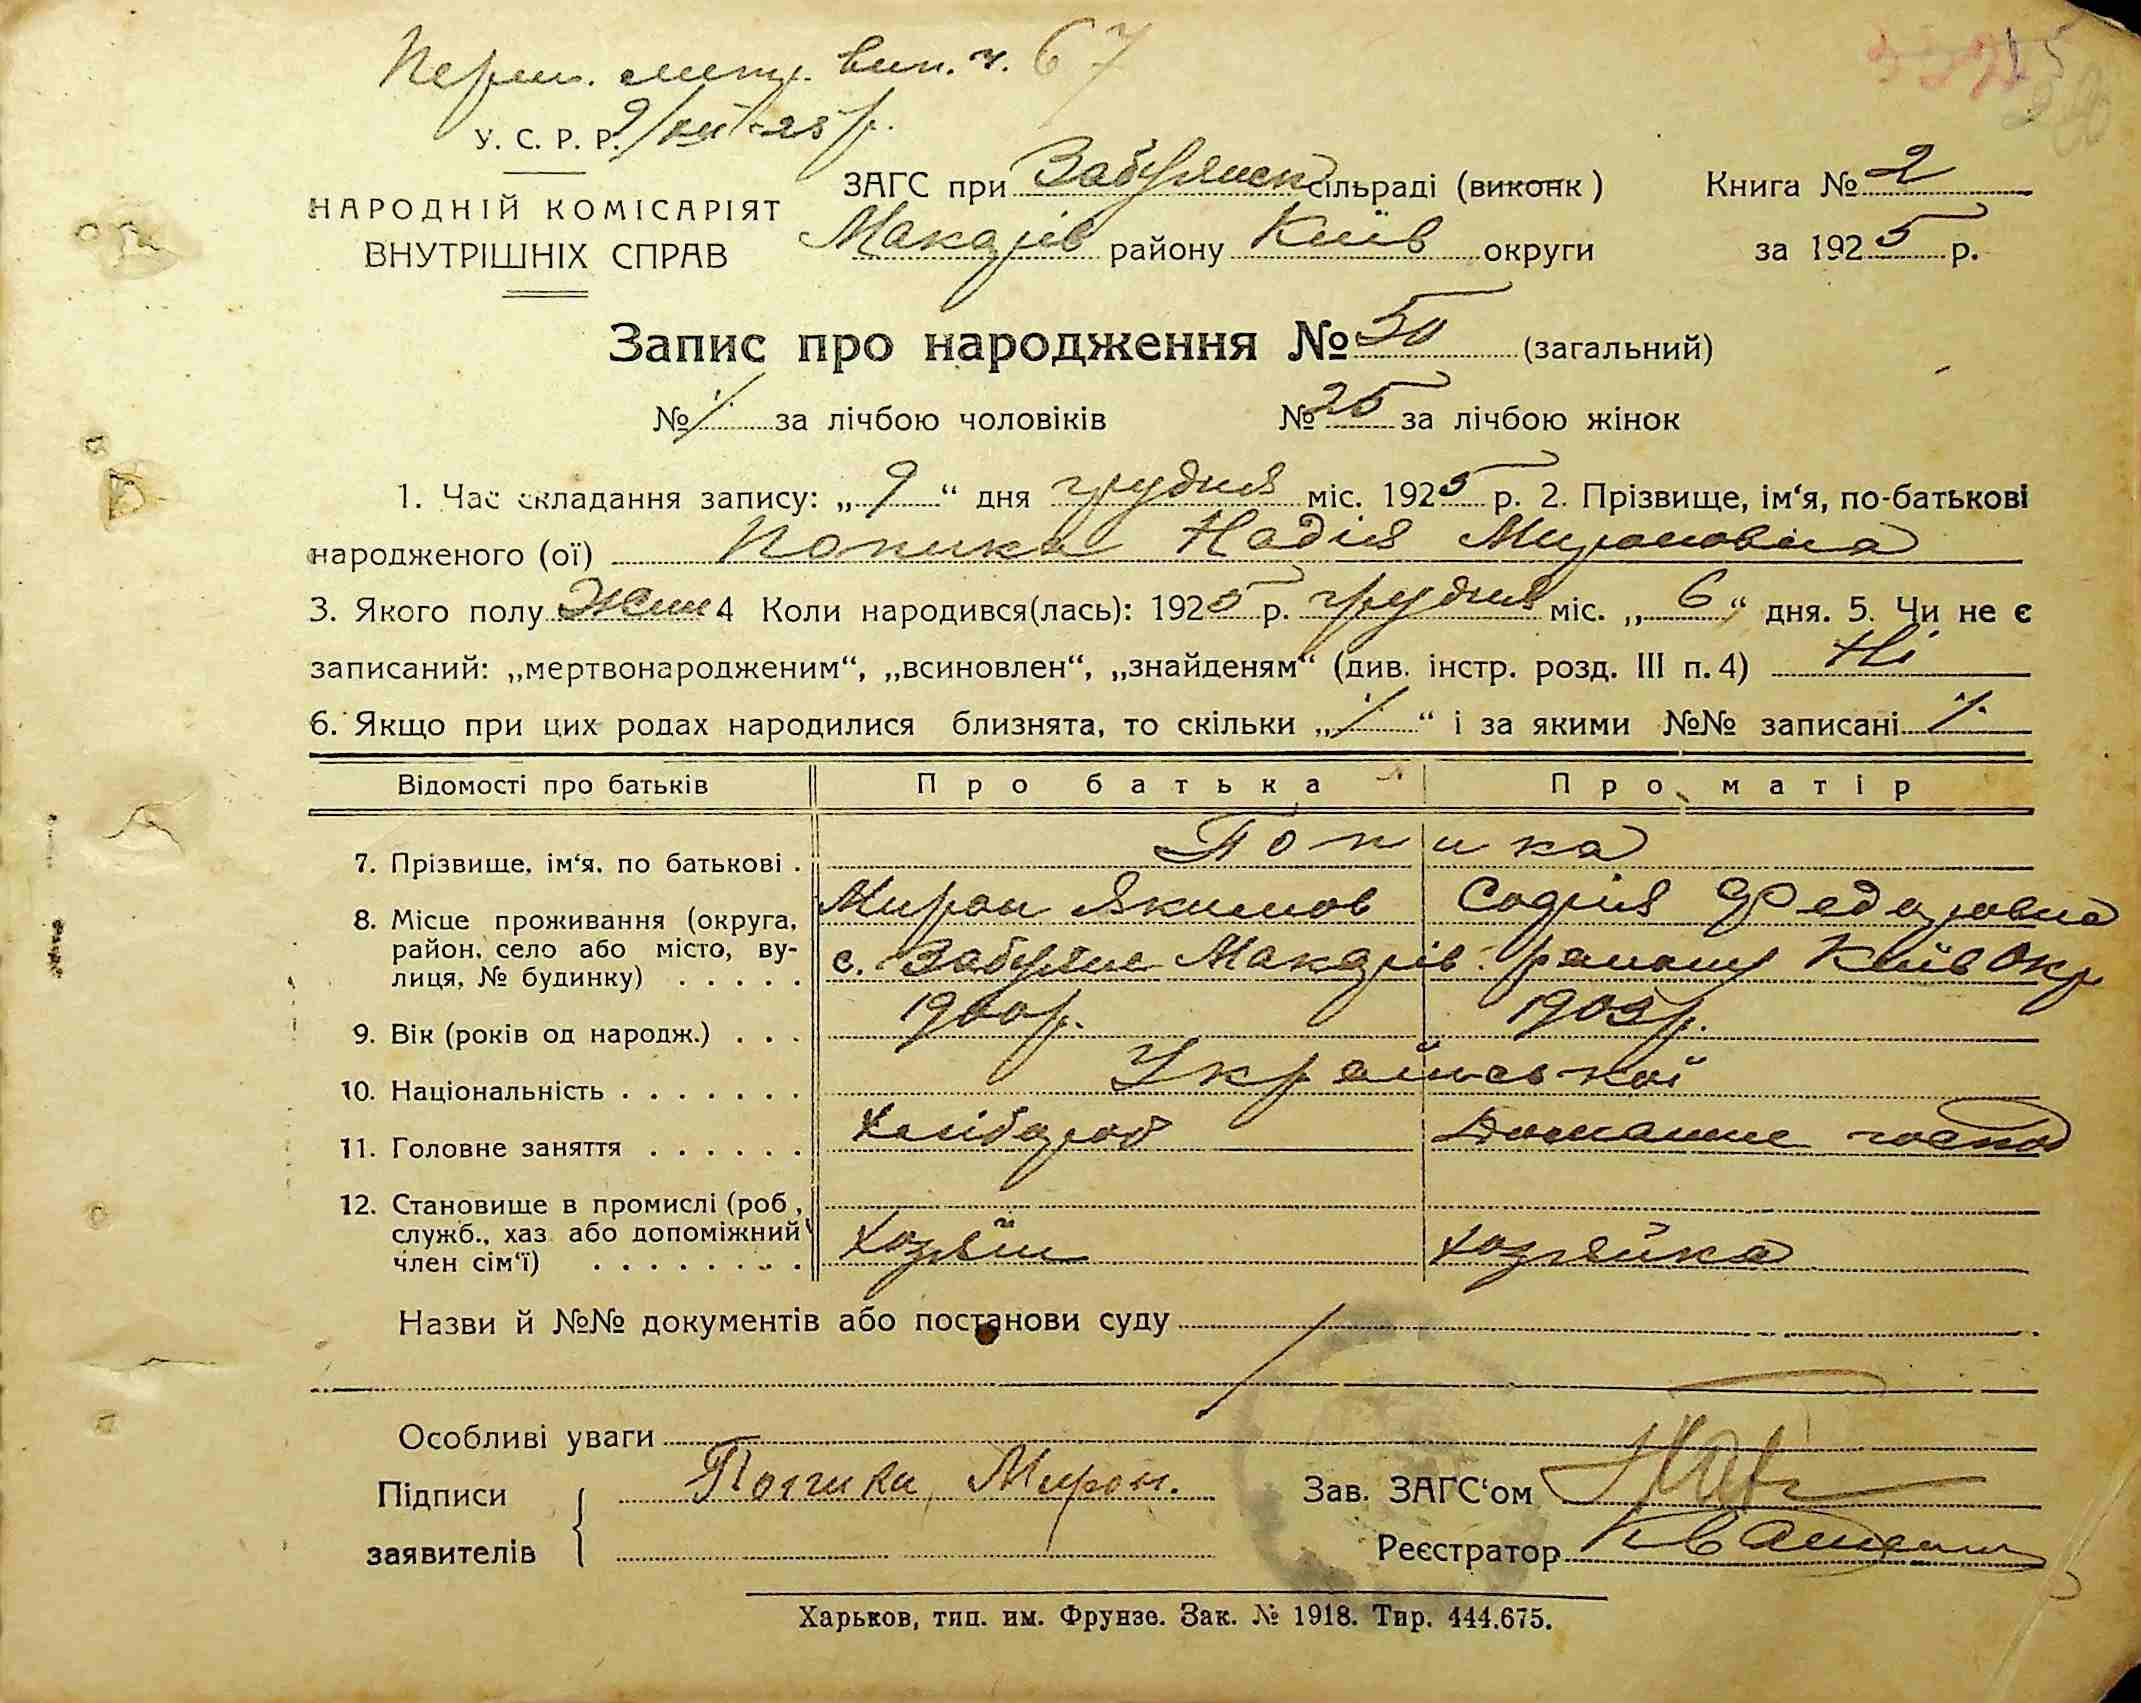 Перш. метр. вип. ч. 67
9/XII-25 р.
У. С. Р. Р.
НАРОДНІЙ КОМІСАРІЯТ
ВНУТРІШНІХ СПРАВ
ЗАГС при Забуянск сільраді (виконк)
Макарів району Київ округи
Книга № 2
за 1925 р.
Запис про народження № 50 (загальний)
№ ./. за лічбою чоловіків № 25 за лічбою жінок
1. Час складання запису: „ 9 “ дня грудня міс. 1925 р. 2. Прізвище, ім‘я, по-батькові
народженого (ої) Попика Надія Мироновна
3. Якого полу Жін 4 Коли народився(лась): 1925 р. грудня міс. „ 6 “ дня. 5. Чи не є
записаний: „мертвонародженим“, „всиновлен“, „знайденям“ (див. інстр. розд. III п. 4) Ні
6. Якщо при цих родах народилися близнята, то скільки „ ./. “ і за якими №№ записані ./.
Відомості про батьків Про батька Про матір
7. Прізвище, ім‘я, по батькові . Попика
Мирон Якимов Софія Федоровна
8. Місце проживання (округа, район, село або місто, вулиця, № будинку) . . . . . с. Забуяне Макарів. району Київ Окр
9. Вік (років од народж.) . . . 1900 р. 1903 р.
10. Національність . . . . . . . Української
11. Головне заняття . . . . . . Хлібороб Домашнє господ
12. Становище в промислі (роб., служб., хаз. або допоміжний член сім‘ї) . . . . . . . . Хозяїн хозяйка
Назви й №№ документів або постанови суду
Особливі уваги
Підписи заявителів Попика Мирон.
Зав. ЗАГС‘ом
Реєстратор
Харьков, тип. им. Фрунзе. Зак. № 1918. Тир. 444.675.